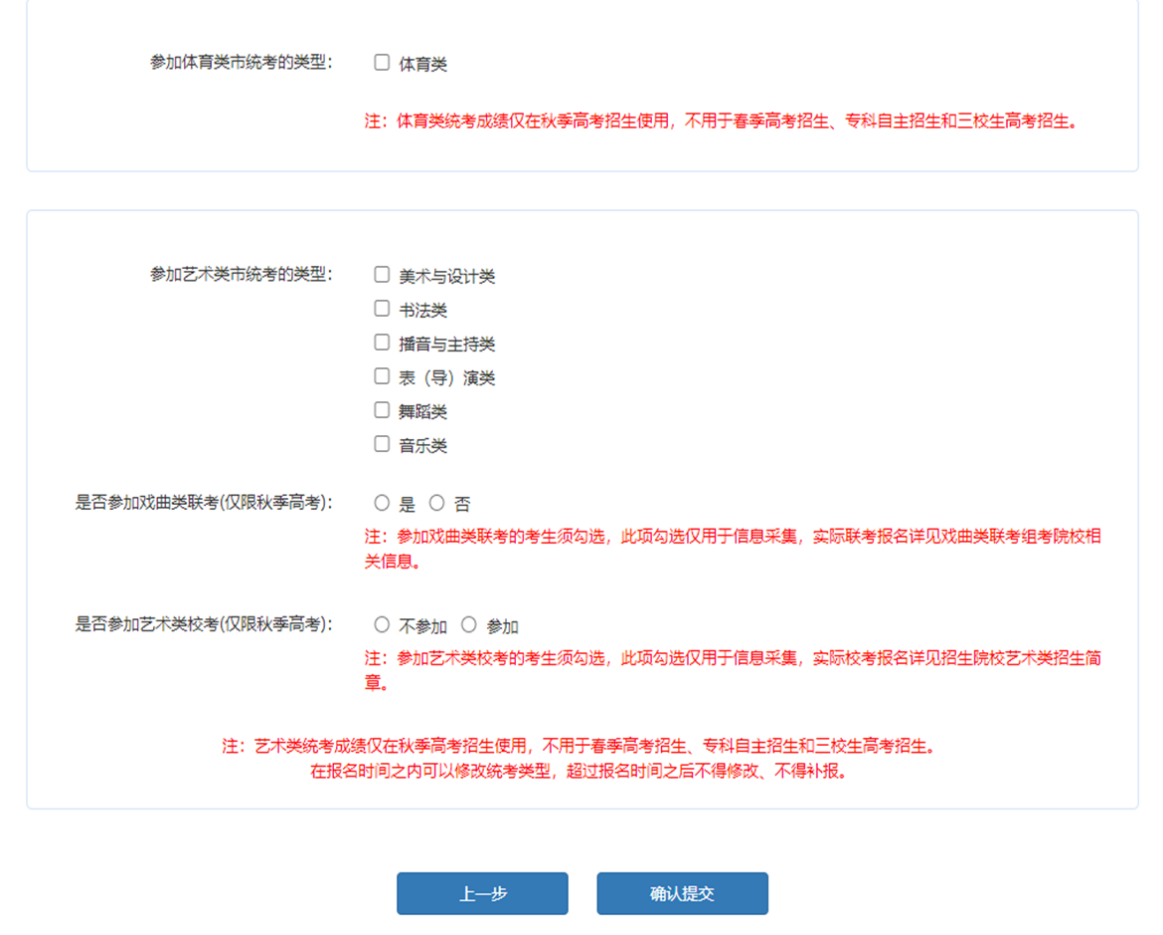 参加体育类市统考的类型： 体育类
注：体育类统考成绩仅在秋季高考招生使用，不用于春季高考招生、专科自主招生和三校生高考招生。
参加艺术类市统考的类型： 美术与设计类
书法类
播音与主持类
表（导）演类
舞蹈类
音乐类
是否参加戏曲类联考(仅限秋季高考)： 是 否
注：参加戏曲类联考的考生须勾选，此项勾选仅用于信息采集，实际联考报名详见戏曲类联考组考院校相
关信息。
是否参加艺术类校考(仅限秋季高考)： 不参加 参加
注：参加艺术类校考的考生须勾选，此项勾选仅用于信息采集，实际校考报名详见招生院校艺术类招生简
章。
注：艺术类统考成绩仅在秋季高考招生使用，不用于春季高考招生、专科自主招生和三校生高考招生。
在报名时间之内可以修改统考类型，超过报名时间之后不得修改、不得补报。
上一步 确认提交